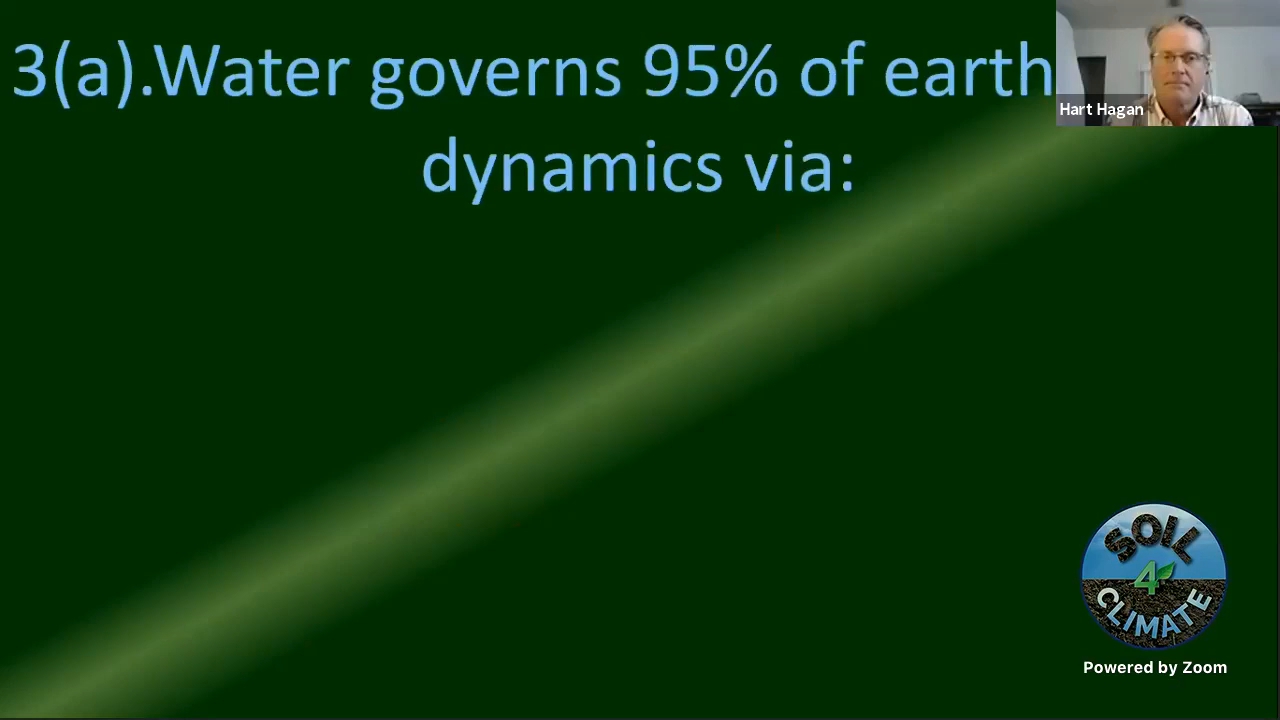 3(a).Water governs 95% of earth
dynamics via:
Hart Hagan
SOIL
4
CLIMATE
Powered by Zoom